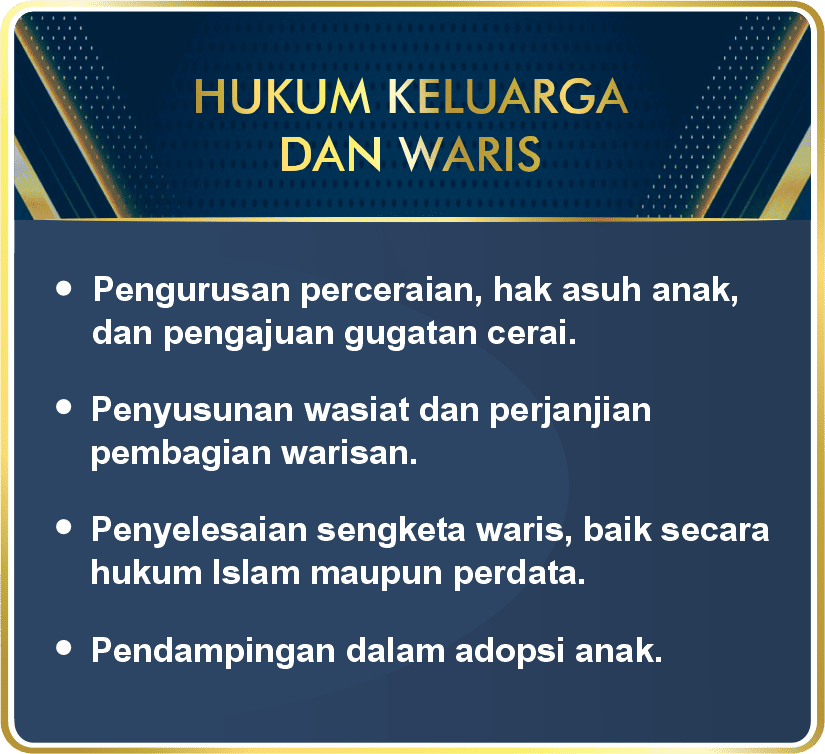 HUKUM KELUARGA
DAN WARIS
• Pengurusan perceraian, hak asuh anak,
dan pengajuan gugatan cerai.
• Penyusunan wasiat dan perjanjian
pembagian warisan.
• Penyelesaian sengketa waris, baik secara
hukum Islam maupun perdata.
• Pendampingan dalam adopsi anak.